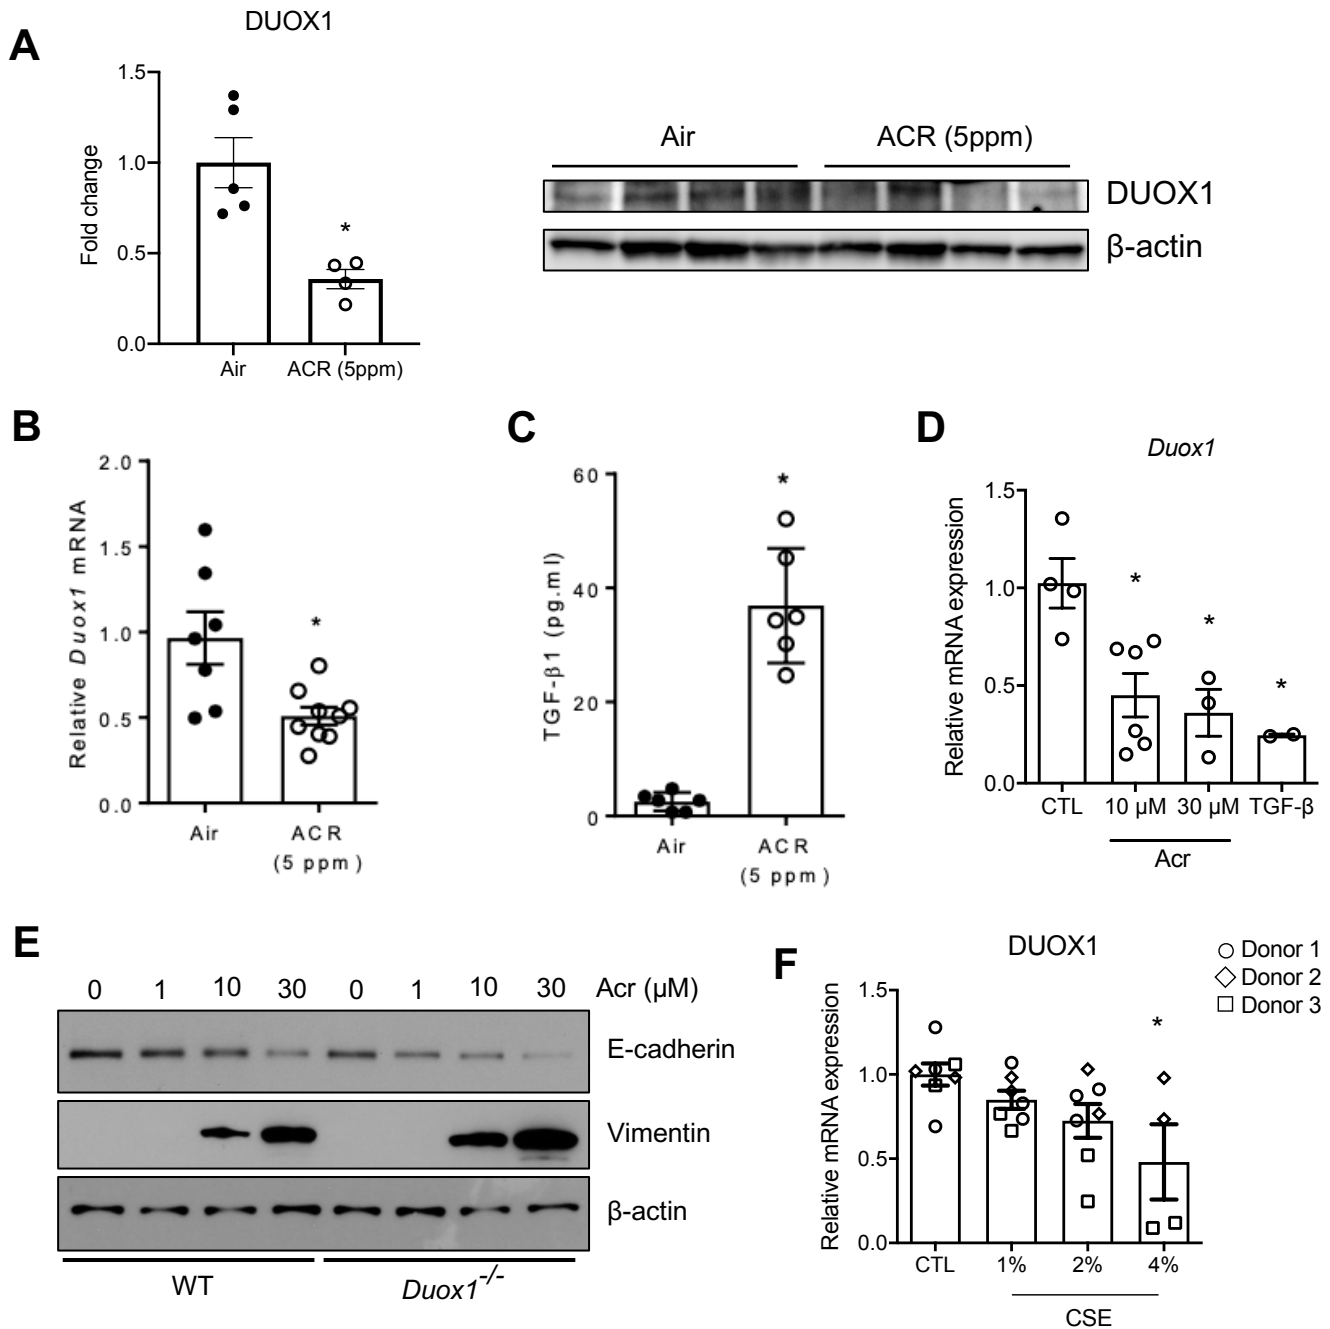 A
DUOX1
Fold change
1.5
1.0
0.5
0.0
*
Air
ACR (5ppm)
Air
ACR (5ppm)
DUOX1
β-actin
B
Relative Duox1 mRNA
2.0
1.5
1.0
0.5
0.0
*
Air
ACR
(5 ppm)
C
TGF-β1 (pg.ml)
60
40
20
0
*
Air
ACR
(5 ppm)
D
Duox1
Relative mRNA expression
1.5
1.0
0.5
0.0
*
*
*
CTL
10 µM
30 µM
TGF-β
Acr
E
0 1 10 30 0 1 10 30 Acr (µM)
E-cadherin
Vimentin
β-actin
WT
Duox1-/-
F
DUOX1
Relative mRNA expression
1.5
1.0
0.5
0.0
*
CTL
1%
2%
4%
CSE
Donor 1
Donor 2
Donor 3